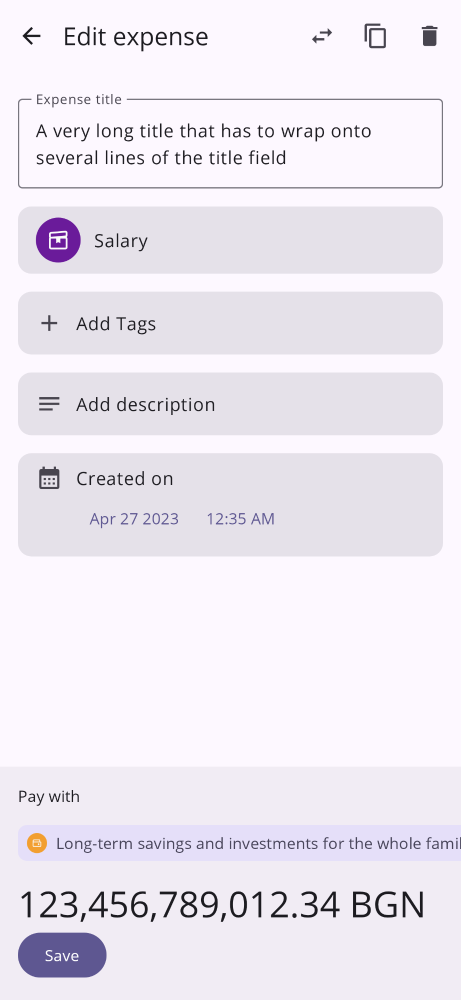 Edit expense
Expense title
A very long title that has to wrap onto
several lines of the title field
Salary
Add Tags
Add description
Created on
Apr 27 2023 12:35 AM
Pay with
Long-term savings and investments for the whole
123,456,789,012.34 BGN
Save